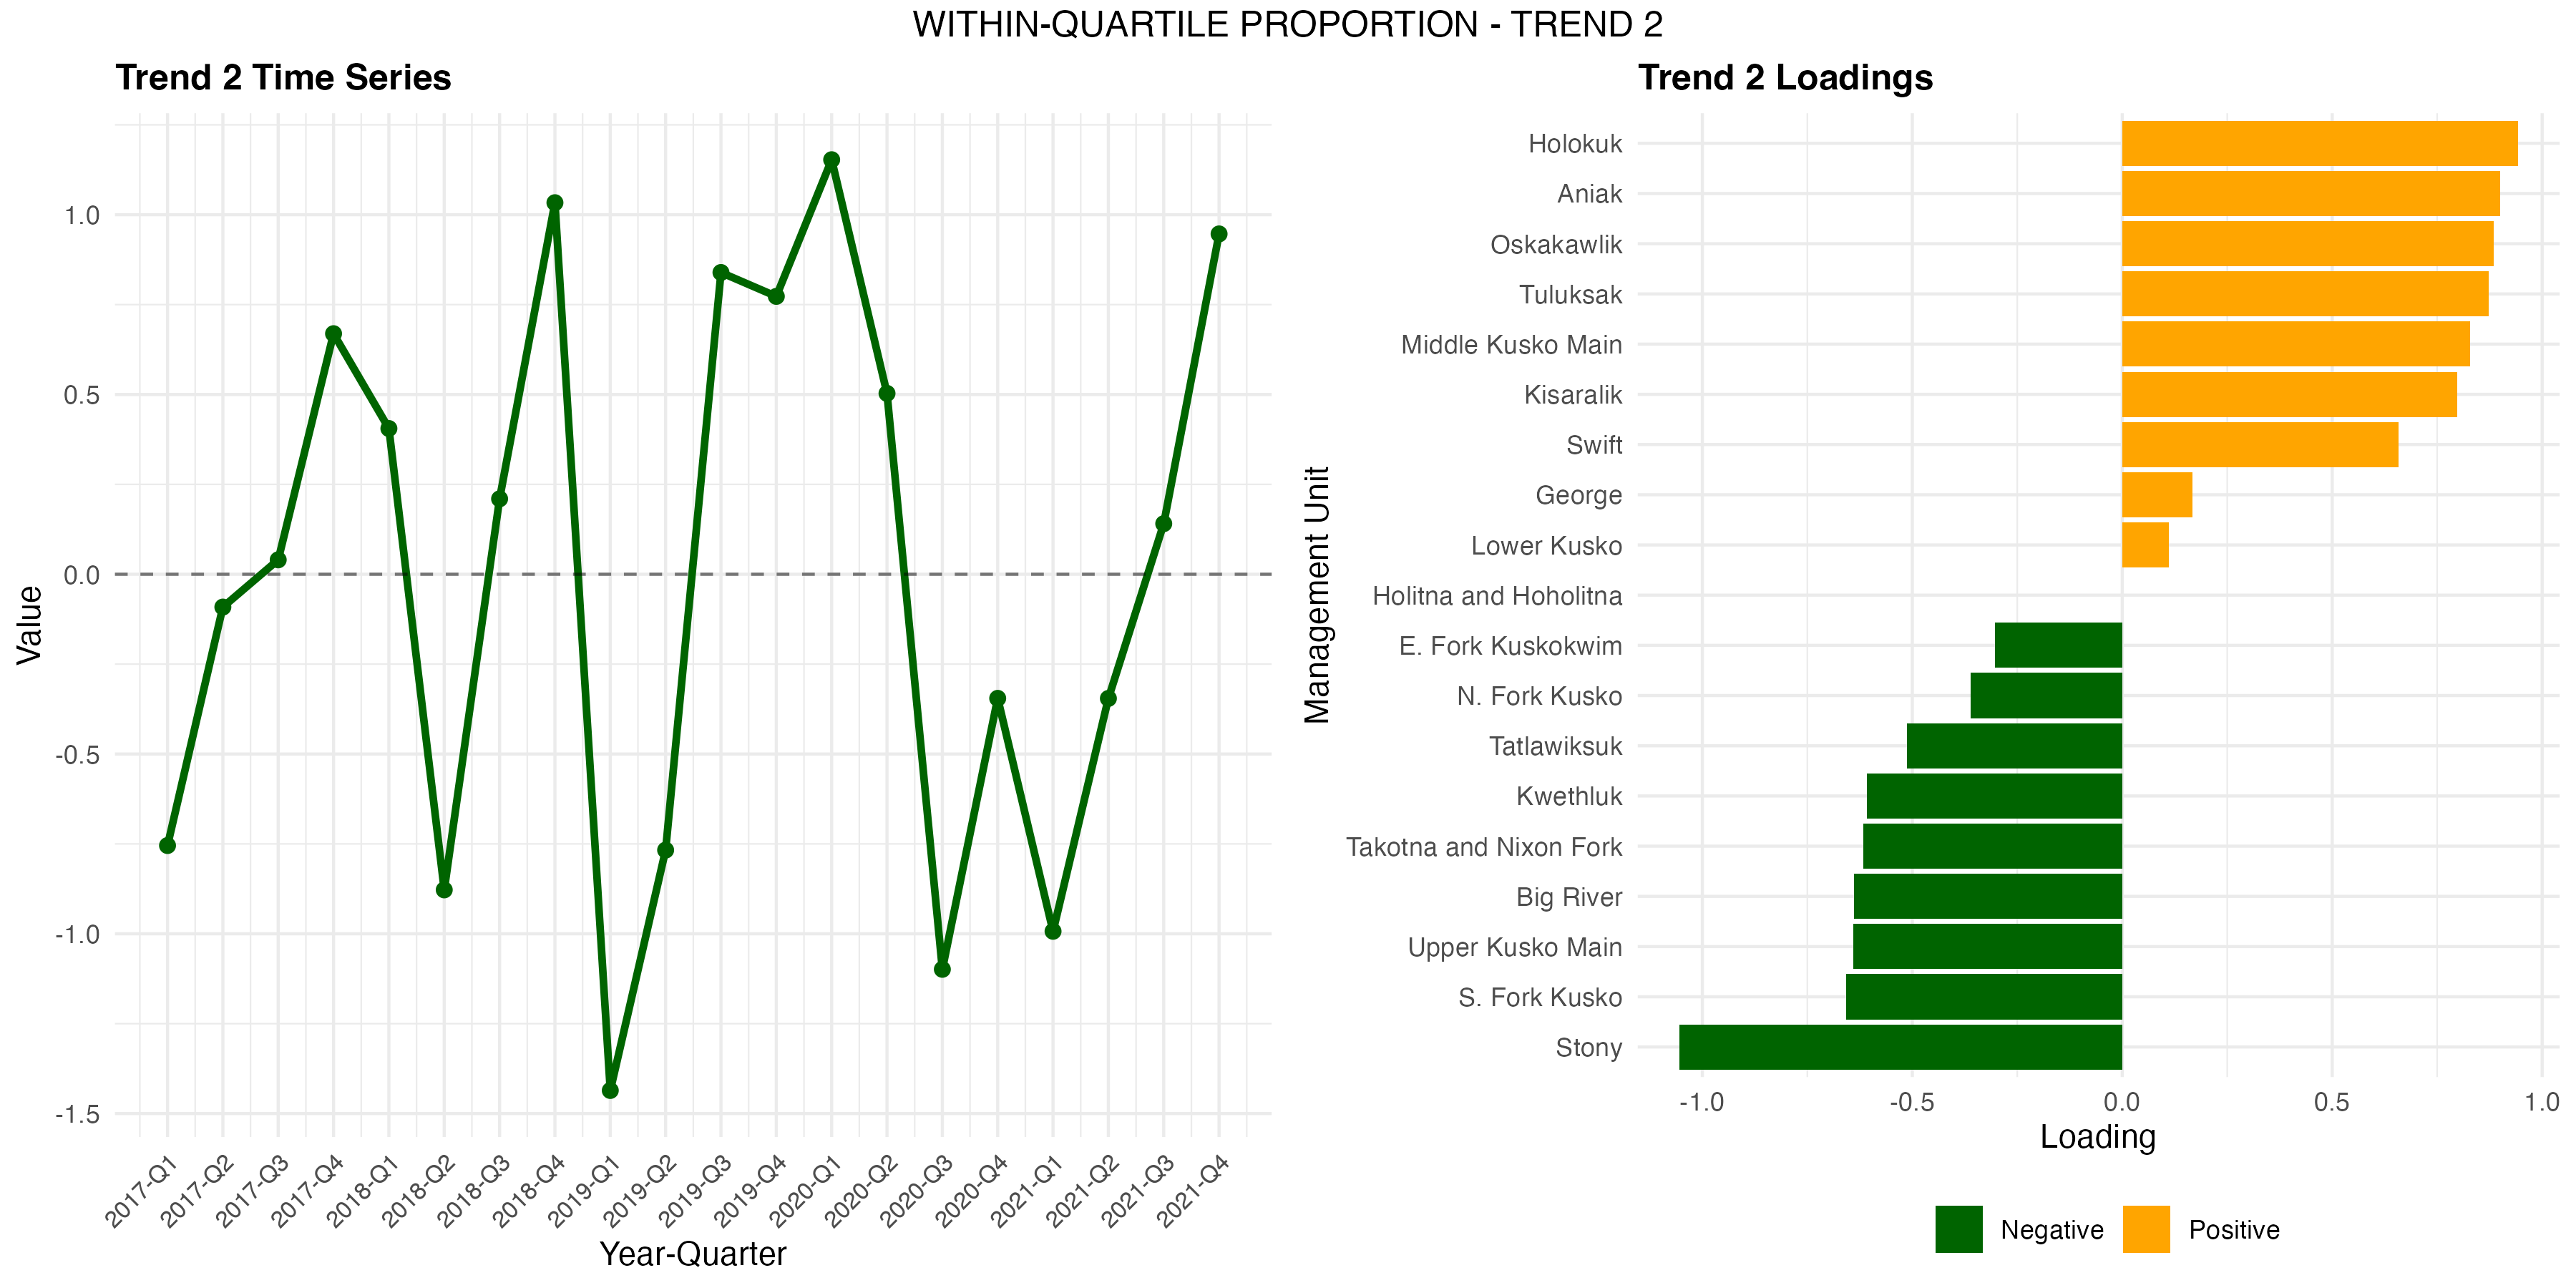 WITHIN-QUARTILE PROPORTION - TREND 2
Trend 2 Time Series
Value
1.0
0.5
0.0
-0.5
-1.0
-1.5
2017-Q1
2017-Q2
2017-Q3
2017-Q4
2018-Q1
2018-Q2
2018-Q3
2018-Q4
2019-Q1
2019-Q2
2019-Q3
2019-Q4
2020-Q1
2020-Q2
2020-Q3
2020-Q4
2021-Q1
2021-Q2
2021-Q3
2021-Q4
Year-Quarter
Trend 2 Loadings
Management Unit
Holokuk
Aniak
Oskakawlik
Tuluksak
Middle Kusko Main
Kisaralik
Swift
George
Lower Kusko
Holitna and Hoholitna
E. Fork Kuskokwim
N. Fork Kusko
Tatlawiksuk
Kwethluk
Takotna and Nixon Fork
Big River
Upper Kusko Main
S. Fork Kusko
Stony
-1.0
-0.5
0.0
0.5
1.0
Loading
Negative
Positive